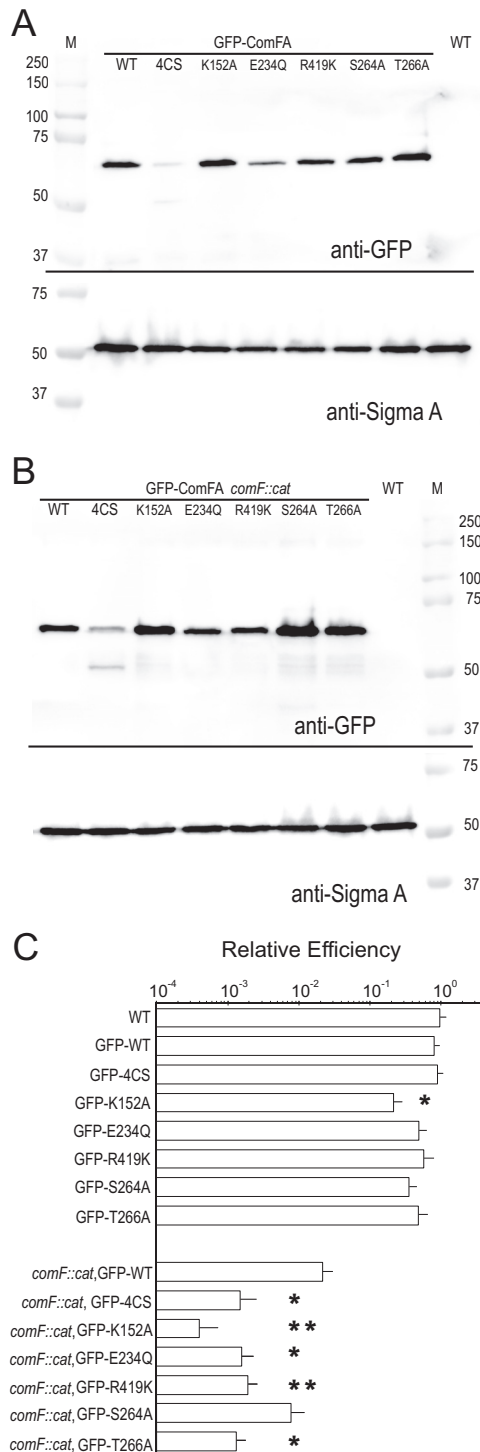 A
M GFP-ComFA WT
WT 4CS K152A E234Q R419K S264A T266A
250
150
100
75
50
37
anti-GFP
75
50
37
anti-Sigma A
B
GFP-ComFA comF::cat WT M
WT 4CS K152A E234Q R419K S264A T266A
250
150
100
75
50
37
anti-GFP
75
50
37
anti-Sigma A
C
Relative Efficiency
10-4 10-3 10-2 10-1 100
WT
GFP-WT
GFP-4CS
GFP-K152A *
GFP-E234Q
GFP-R419K
GFP-S264A
GFP-T266A
comF::cat,GFP-WT
comF::cat, GFP-4CS *
comF::cat,GFP-K152A **
comF::cat,GFP-E234Q *
comF::cat,GFP-R419K **
comF::cat,GFP-S264A
comF::cat,GFP-T266A *